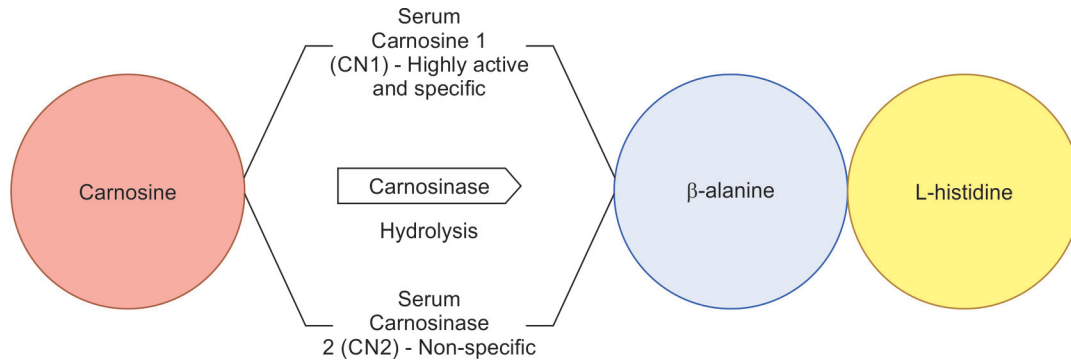 Serum
Carnosine 1
(CN1) - Highly active
and specific
Carnosine
Carnosinase
Hydrolysis
β-alanine
L-histidine
Serum
Carnosinase
2 (CN2) - Non-specific